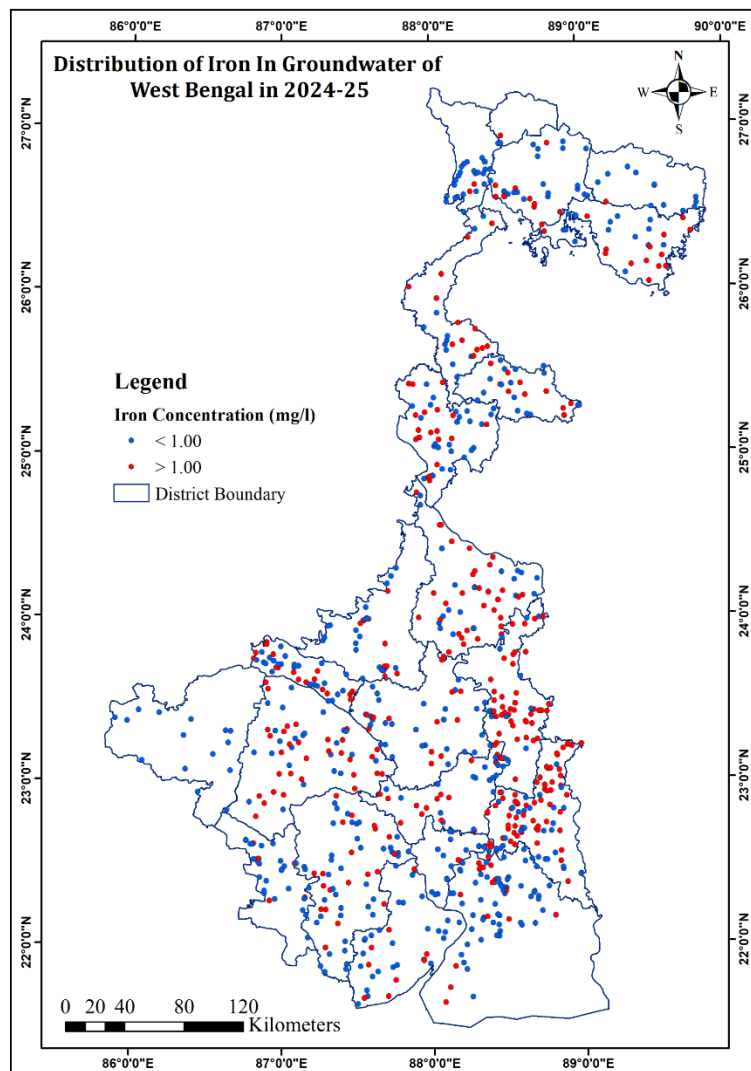 86°0'0"E 87°0'0"E 88°0'0"E 89°0'0"E 90°0'0"E
Distribution of Iron In Groundwater of
West Bengal in 2024-25
N
W E
S
27°0'0"N 27°0'0"N
26°0'0"N 26°0'0"N
Legend
Iron Concentration (mg/l)
< 1.00
> 1.00
District Boundary
25°0'0"N 25°0'0"N
24°0'0"N 24°0'0"N
23°0'0"N 23°0'0"N
22°0'0"N 22°0'0"N
0 20 40 80 120
Kilometers
86°0'0"E 87°0'0"E 88°0'0"E 89°0'0"E